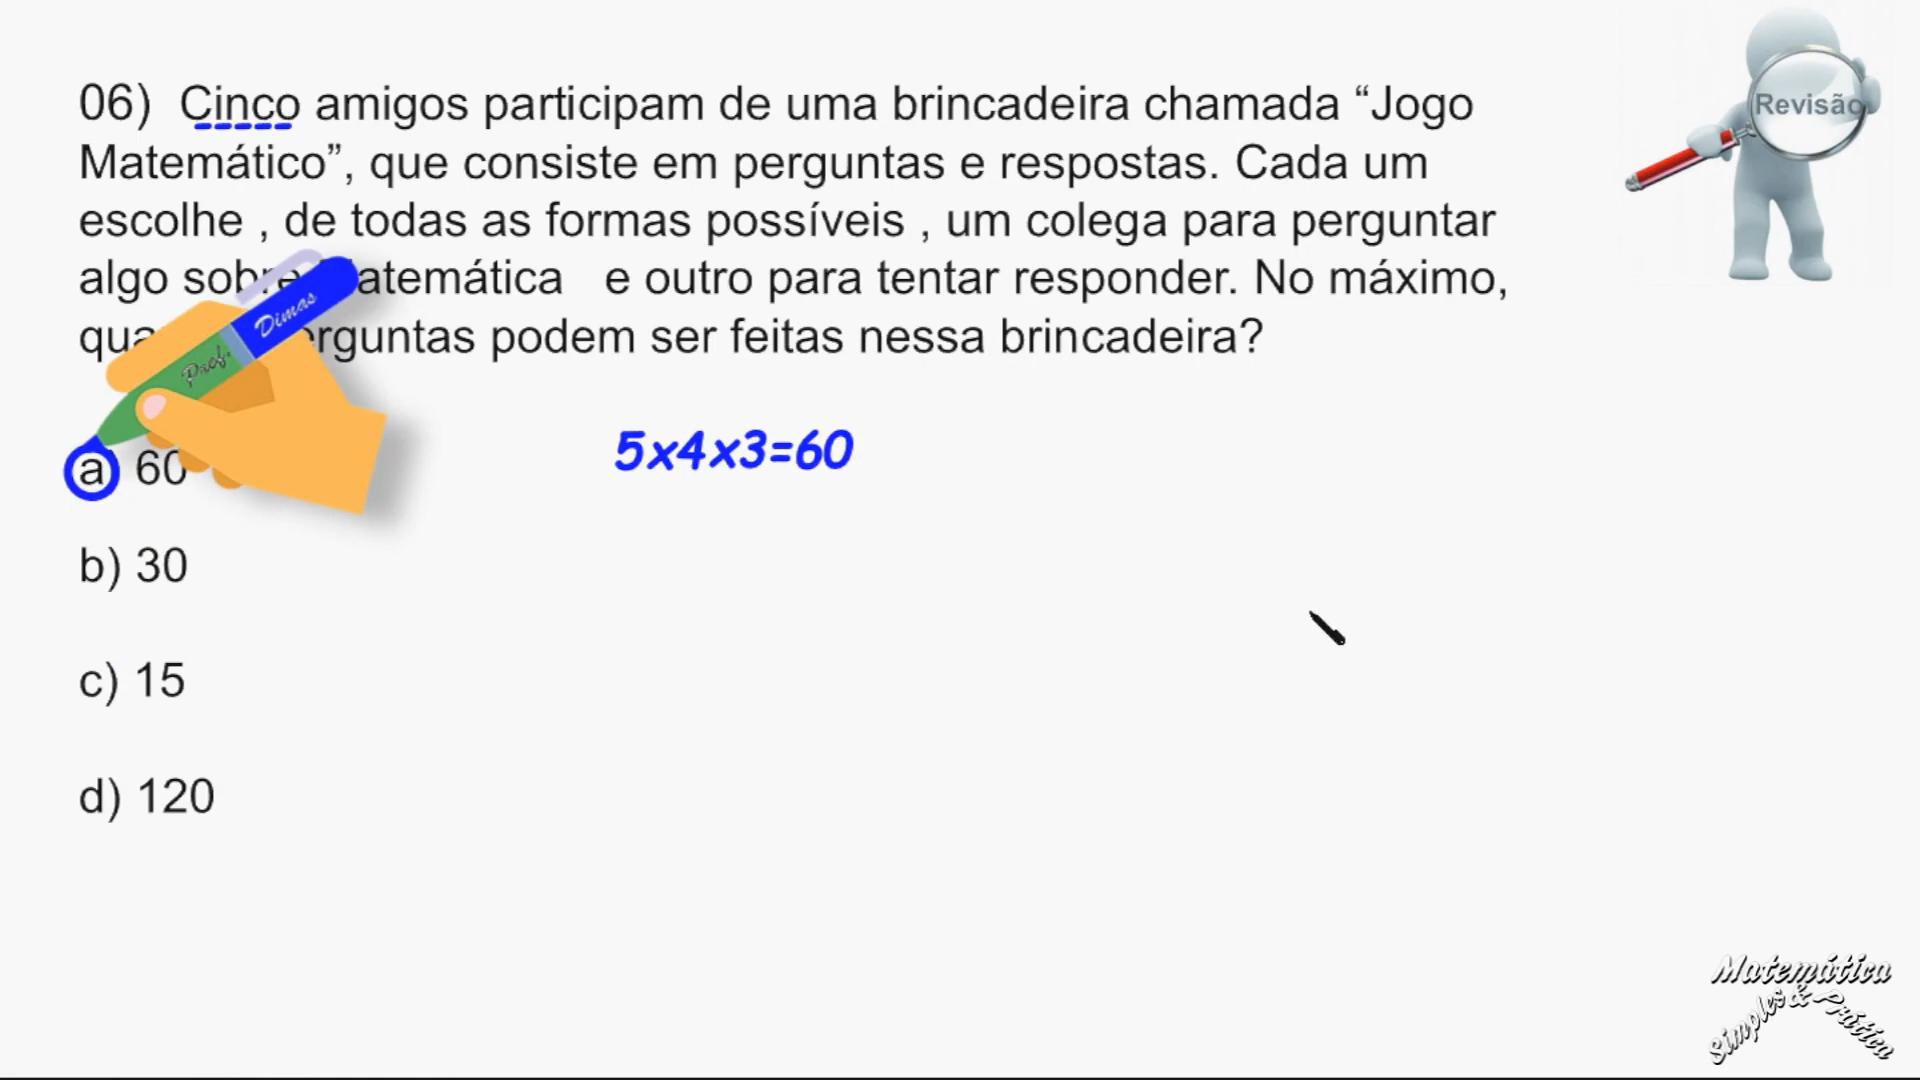 06) Cinco amigos participam de uma brincadeira chamada “Jogo
Matemático”, que consiste em perguntas e respostas. Cada um
escolhe , de todas as formas possíveis , um colega para perguntar
algo sobre atemática e outro para tentar responder. No máximo,
qua erguntas podem ser feitas nessa brincadeira?
a) 60
5x4x3=60
b) 30
c) 15
d) 120
Revisão
Prof. Dimas
Matemática
Simples & Prática